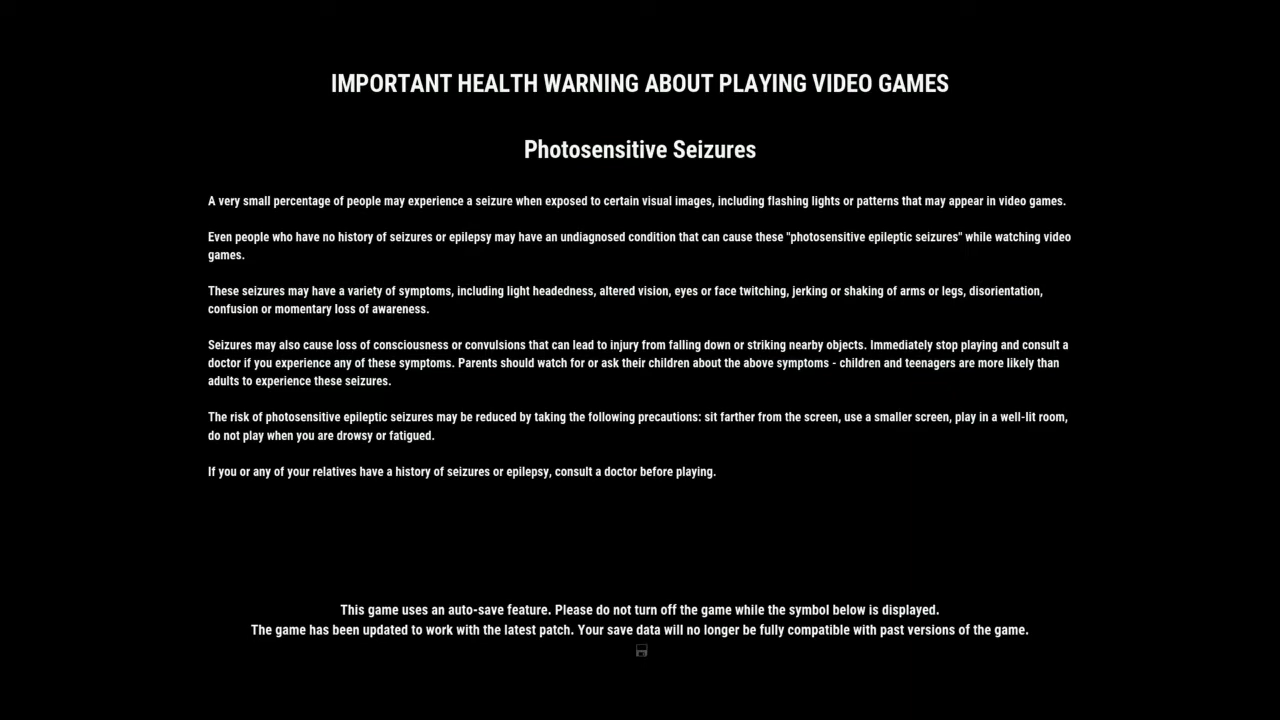 IMPORTANT HEALTH WARNING ABOUT PLAYING VIDEO GAMES
Photosensitive Seizures
A very small percentage of people may experience a seizure when exposed to certain visual images, including flashing lights or patterns that may appear in video games.
Even people who have no history of seizures or epilepsy may have an undiagnosed condition that can cause these "photosensitive epileptic seizures" while watching video
games.
These seizures may have a variety of symptoms, including light headedness, altered vision, eyes or face twitching, jerking or shaking of arms or legs, disorientation,
confusion or momentary loss of awareness.
Seizures may also cause loss of consciousness or convulsions that can lead to injury from falling down or striking nearby objects. Immediately stop playing and consult a
doctor if you experience any of these symptoms. Parents should watch for or ask their children about the above symptoms - children and teenagers are more likely than
adults to experience these seizures.
The risk of photosensitive epileptic seizures may be reduced by taking the following precautions: sit farther from the screen, use a smaller screen, play in a well-lit room,
do not play when you are drowsy or fatigued.
If you or any of your relatives have a history of seizures or epilepsy, consult a doctor before playing.
This game uses an auto-save feature. Please do not turn off the game while the symbol below is displayed.
The game has been updated to work with the latest patch. Your save data will no longer be fully compatible with past versions of the game.